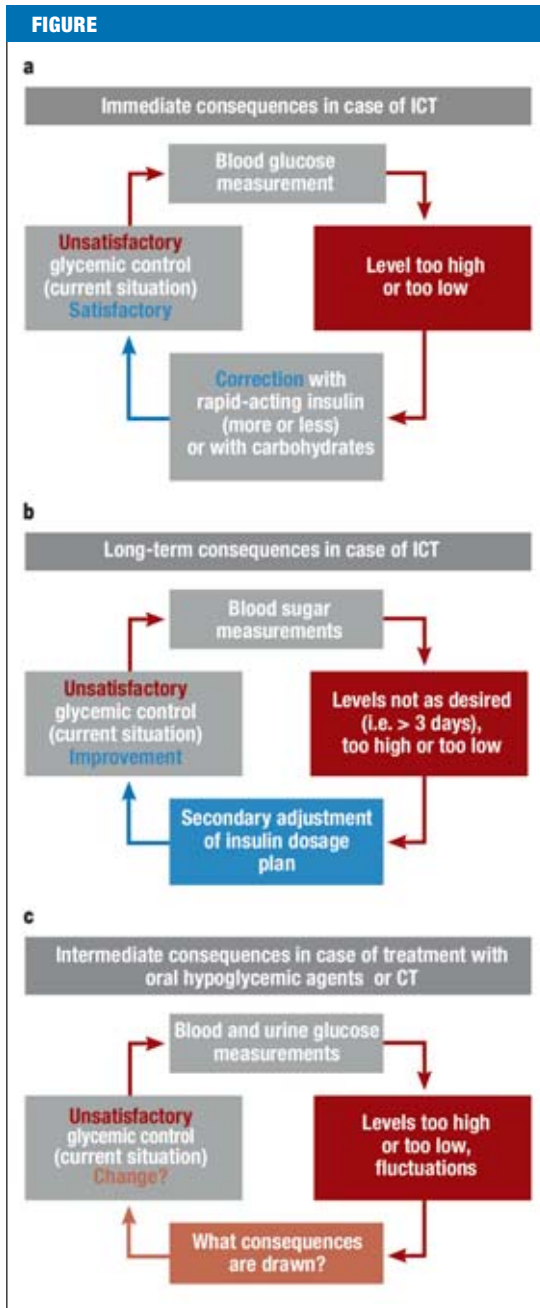 FIGURE
a
Immediate consequences in case of ICT
Blood glucose
measurement
Unsatisfactory
glycemic control
(current situation)
Satisfactory
Level too high
or too low
Correction with
rapid-acting insulin
(more or less)
or with carbohydrates
b
Long-term consequences in case of ICT
Blood sugar
measurements
Unsatisfactory
glycemic control
(current situation)
Improvement
Levels not as desired
(i.e. > 3 days),
too high or too low
Secondary adjustment
of insulin dosage
plan
c
Intermediate consequences in case of treatment with
oral hypoglycemic agents or CT
Blood and urine glucose
measurements
Unsatisfactory
glycemic control
(current situation)
Change?
Levels too high
or too low,
fluctuations
What consequences
are drawn?